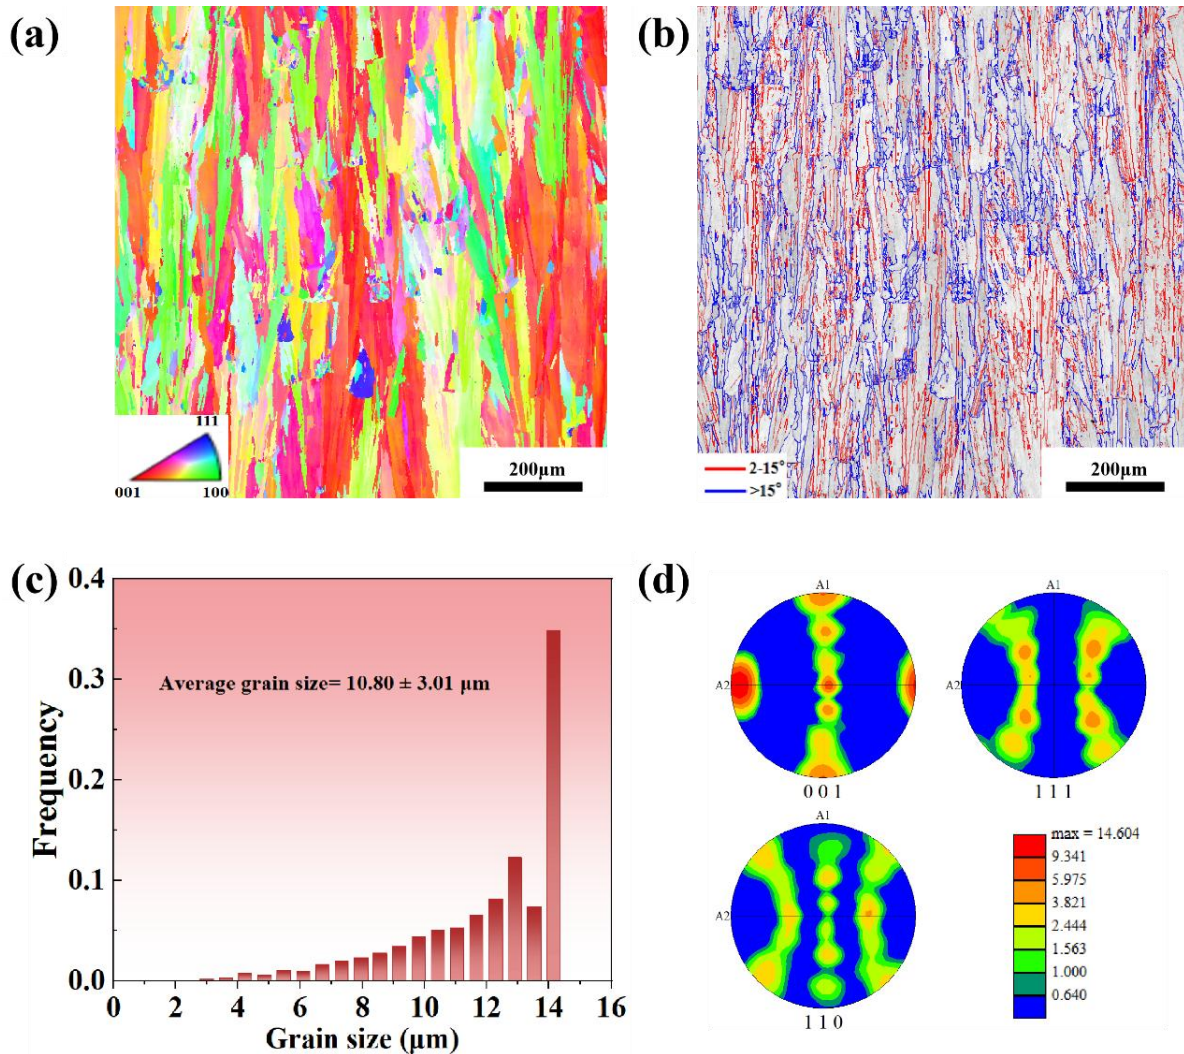 (a)
111
001
100
200μm
(b)
2-15°
>15°
200μm
(c)
0.4
0.3
0.2
0.1
0.0
Frequency
Average grain size= 10.80 ± 3.01 μm
0
2
4
6
8
10
12
14
16
Grain size (μm)
(d)
A1
A2
0 0 1
A1
A2
1 1 1
A1
A2
1 1 0
max = 14.604
9.341
5.975
3.821
2.444
1.563
1.000
0.640